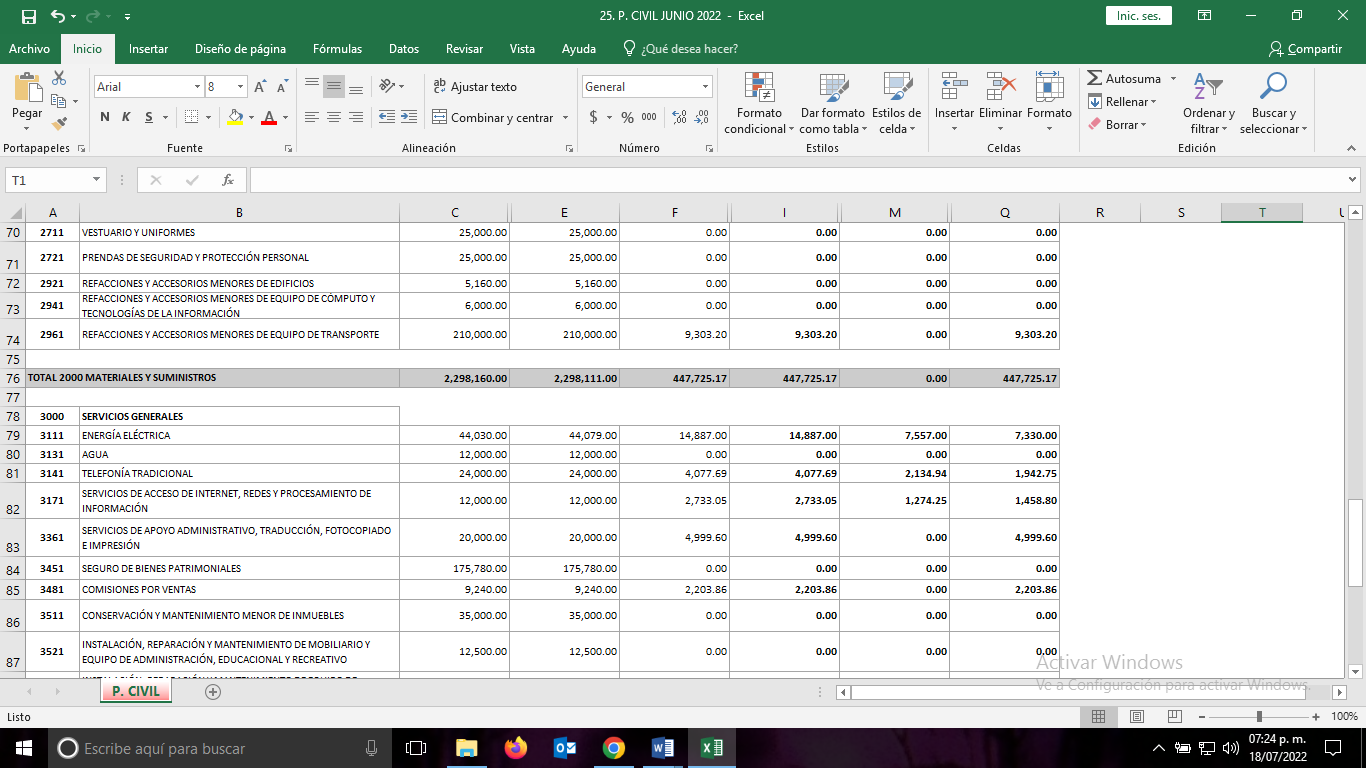 25. P. CIVIL JUNIO 2022 - Excel
Inic. ses.
Archivo Inicio Insertar Diseño de página Fórmulas Datos Revisar Vista Ayuda ¿Qué desea hacer? Compartir
Pegar
Portapapeles
Arial 8
N K S
Fuente
Ajustar texto
Combinar y centrar
Alineación
General
$ % 000
Número
Formato condicional
Dar formato como tabla
Estilos de celda
Estilos
Insertar Eliminar Formato
Celdas
Autosuma
Rellenar
Borrar
Ordenar y filtrar
Buscar y seleccionar
Edición
T1 fx
A B C E F I M Q R S T U
70 2711 VESTUARIO Y UNIFORMES 25,000.00 25,000.00 0.00 0.00 0.00 0.00
71 2721 PRENDAS DE SEGURIDAD Y PROTECCIÓN PERSONAL 25,000.00 25,000.00 0.00 0.00 0.00 0.00
72 2921 REFACCIONES Y ACCESORIOS MENORES DE EDIFICIOS 5,160.00 5,160.00 0.00 0.00 0.00 0.00
73 2941 REFACCIONES Y ACCESORIOS MENORES DE EQUIPO DE CÓMPUTO Y
TECNOLOGÍAS DE LA INFORMACIÓN 6,000.00 6,000.00 0.00 0.00 0.00 0.00
74 2961 REFACCIONES Y ACCESORIOS MENORES DE EQUIPO DE TRANSPORTE 210,000.00 210,000.00 9,303.20 9,303.20 0.00 9,303.20
75
76 TOTAL 2000 MATERIALES Y SUMINISTROS 2,298,160.00 2,298,111.00 447,725.17 447,725.17 0.00 447,725.17
77
78 3000 SERVICIOS GENERALES
79 3111 ENERGÍA ELÉCTRICA 44,030.00 44,079.00 14,887.00 14,887.00 7,557.00 7,330.00
80 3131 AGUA 12,000.00 12,000.00 0.00 0.00 0.00 0.00
81 3141 TELEFONÍA TRADICIONAL 24,000.00 24,000.00 4,077.69 4,077.69 2,134.94 1,942.75
82 3171 SERVICIOS DE ACCESO DE INTERNET, REDES Y PROCESAMIENTO DE
INFORMACIÓN 12,000.00 12,000.00 2,733.05 2,733.05 1,274.25 1,458.80
83 3361 SERVICIOS DE APOYO ADMINISTRATIVO, TRADUCCIÓN, FOTOCOPIADO
E IMPRESIÓN 20,000.00 20,000.00 4,999.60 4,999.60 0.00 4,999.60
84 3451 SEGURO DE BIENES PATRIMONIALES 175,780.00 175,780.00 0.00 0.00 0.00 0.00
85 3481 COMISIONES POR VENTAS 9,240.00 9,240.00 2,203.86 2,203.86 0.00 2,203.86
86 3511 CONSERVACIÓN Y MANTENIMIENTO MENOR DE INMUEBLES 35,000.00 35,000.00 0.00 0.00 0.00 0.00
87 3521 INSTALACIÓN, REPARACIÓN Y MANTENIMIENTO DE MOBILIARIO Y
EQUIPO DE ADMINISTRACIÓN, EDUCACIONAL Y RECREATIVO 12,500.00 12,500.00 0.00 0.00 0.00 0.00
Activar Windows
Ve a Configuración para activar Windows.
P. CIVIL
Listo 100%
Escribe aquí para buscar
07:24 p. m.
18/07/2022